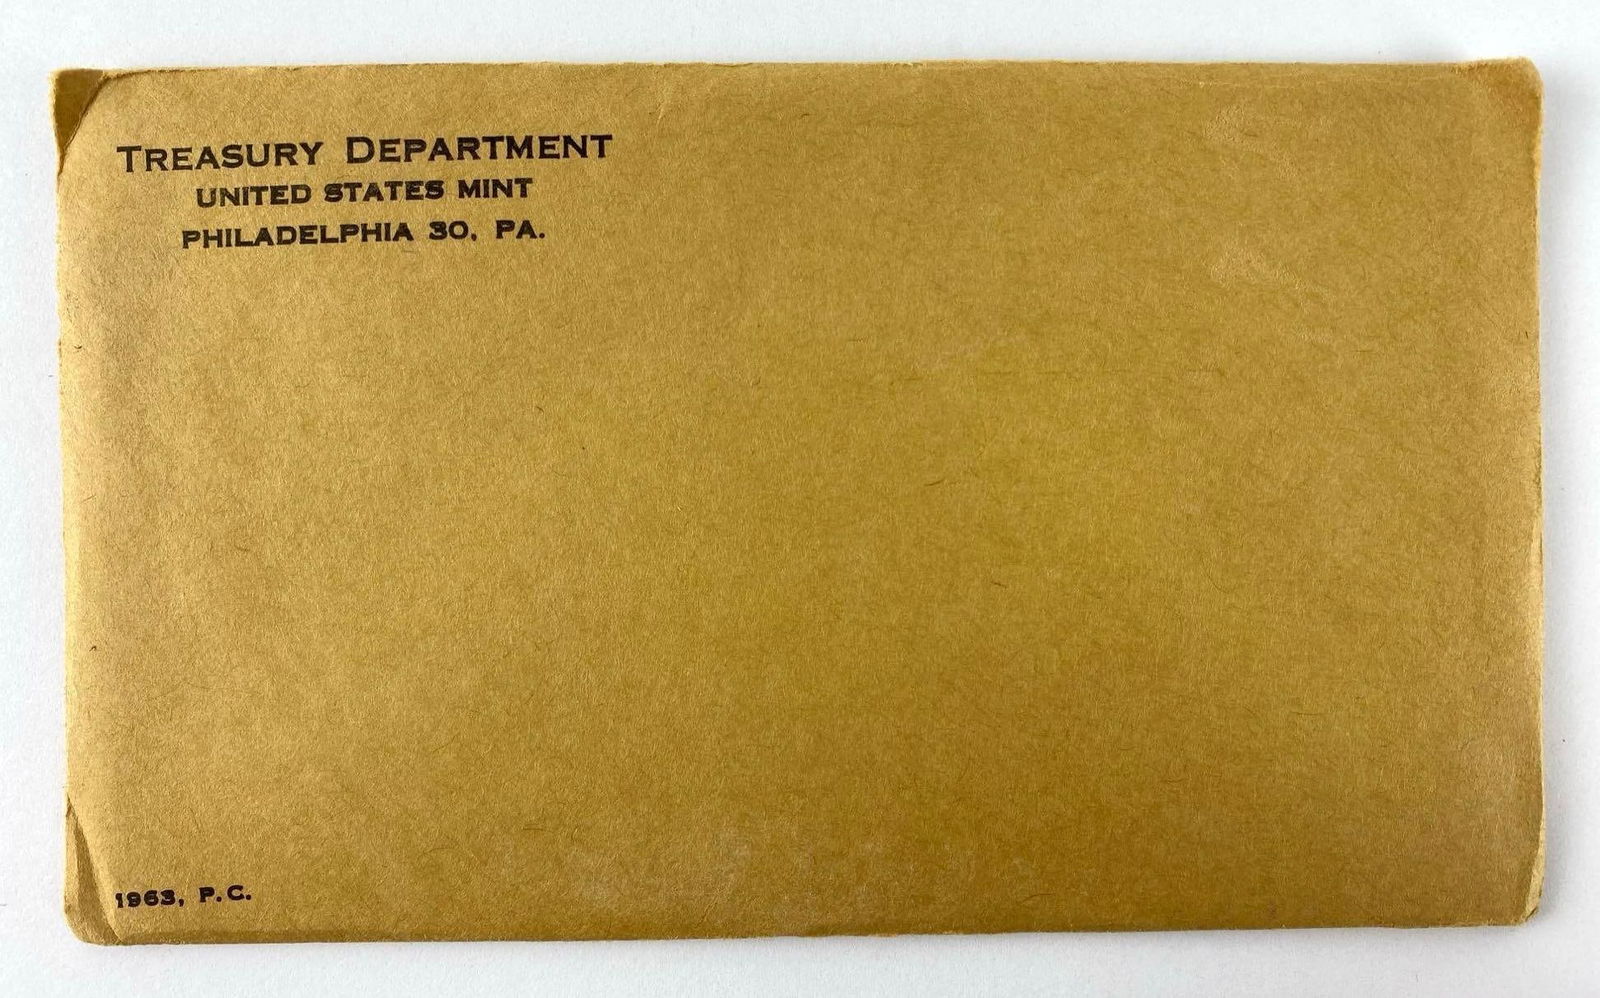 TREASURY DEPARTMENT
UNITED STATES MINT
PHILADELPHIA 30, PA.
1963, P.C.